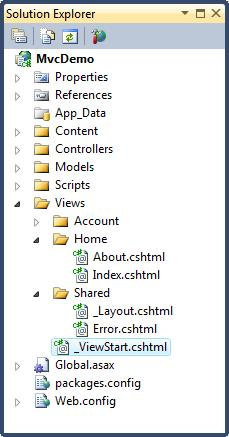 Solution Explorer
MvcDemo
Properties
References
App_Data
Content
Controllers
Models
Scripts
Views
Account
Home
About.cshtml
Index.cshtml
Shared
_Layout.cshtml
Error.cshtml
_ViewStart.cshtml
Global.asax
packages.config
Web.config